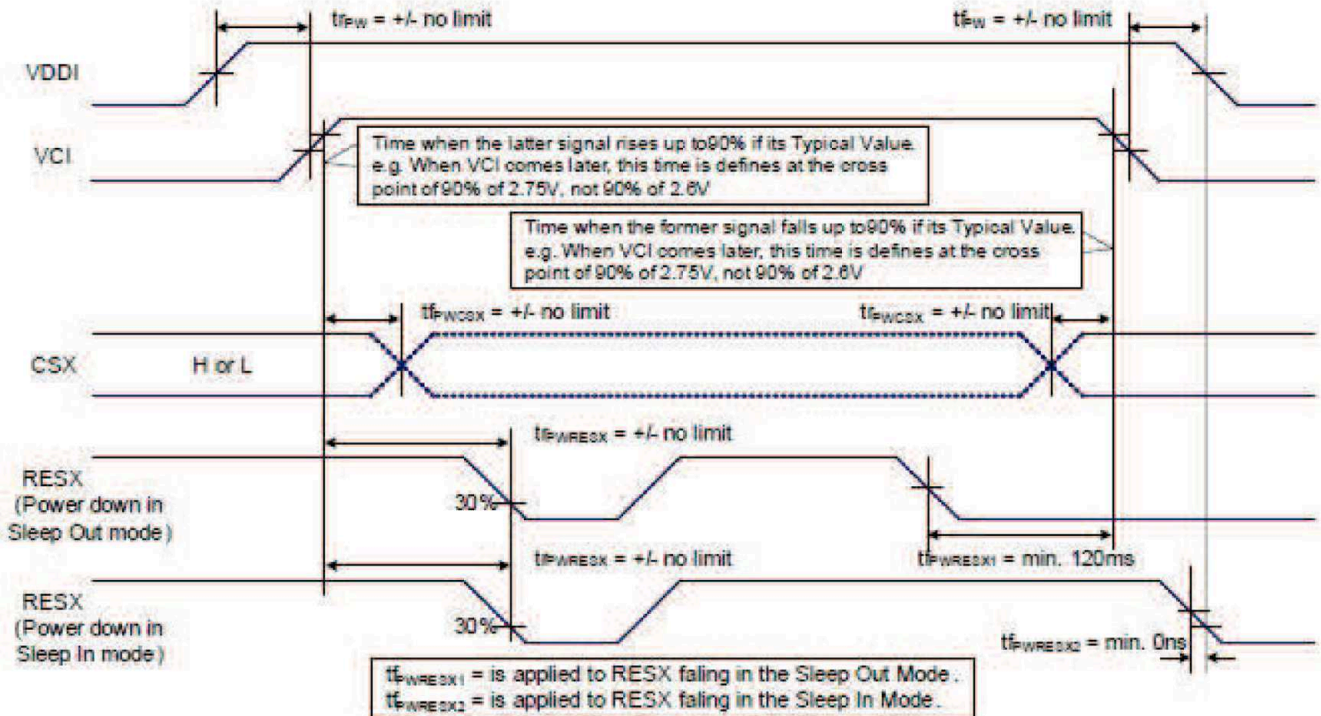 trPW = +/- no limit
tfPW = +/- no limit
VDDI
VCI
Time when the latter signal rises up to90% if its Typical Value.
e.g. When VCI comes later, this time is defines at the cross
point of 90% of 2.75V, not 90% of 2.6V
Time when the former signal falls up to90% if its Typical Value.
e.g. When VCI comes later, this time is defines at the cross
point of 90% of 2.75V, not 90% of 2.6V
tfPWCSX = +/- no limit
trPWCSX = +/- no limit
CSX
H or L
trPWRESX = +/- no limit
RESX
(Power down in
Sleep Out mode)
30%
tfPWRESX1 = min. 120ms
trPWRESX = +/- no limit
RESX
(Power down in
Sleep In mode)
30%
tfPWRESX2 = min. 0ns
tfPWRESX1 = is applied to RESX faling in the Sleep Out Mode.
tfPWRESX2 = is applied to RESX faling in the Sleep In Mode.